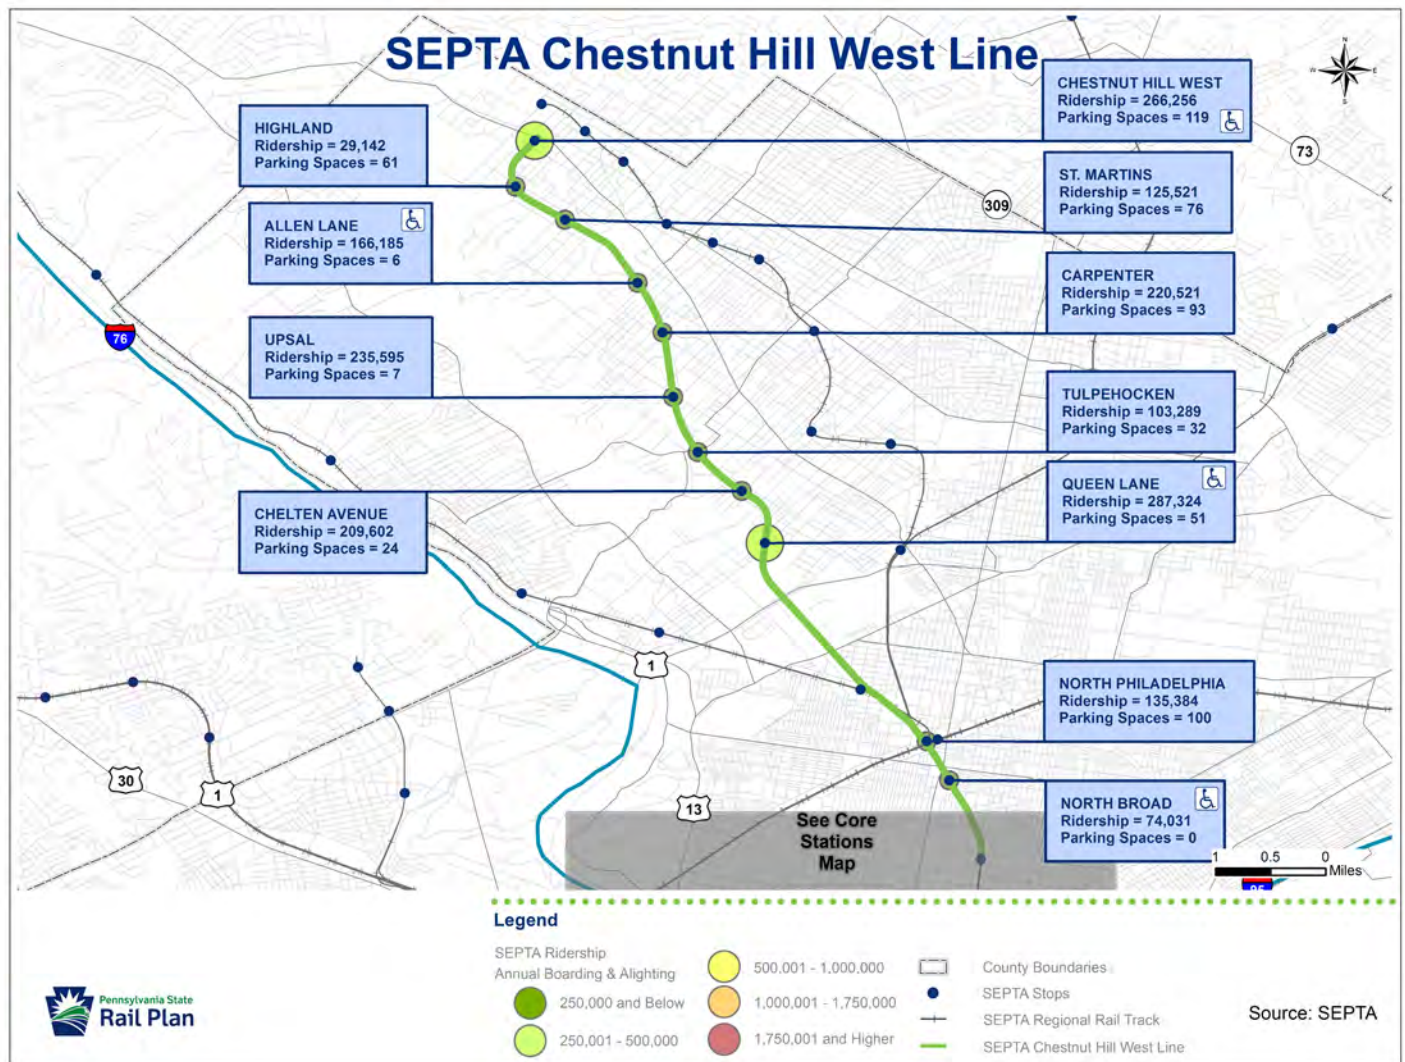 SEPTA Chestnut Hill West Line
N
W
E
S
CHESTNUT HILL WEST
Ridership = 266,256
Parking Spaces = 119
HIGHLAND
Ridership = 29,142
Parking Spaces = 61
73
ST. MARTINS
Ridership = 125,521
Parking Spaces = 76
309
ALLEN LANE
Ridership = 166,185
Parking Spaces = 6
CARPENTER
Ridership = 220,521
Parking Spaces = 93
76
UPSAL
Ridership = 235,595
Parking Spaces = 7
TULPEHOCKEN
Ridership = 103,289
Parking Spaces = 32
QUEEN LANE
Ridership = 287,324
Parking Spaces = 51
CHELTEN AVENUE
Ridership = 209,602
Parking Spaces = 24
1
NORTH PHILADELPHIA
Ridership = 135,384
Parking Spaces = 100
30
1
13
NORTH BROAD
Ridership = 74,031
Parking Spaces = 0
See Core
Stations
Map
1 0.5 0
Miles
95
Legend
SEPTA Ridership
Annual Boarding & Alighting
250,000 and Below
250,001 - 500,000
500,001 - 1,000,000
1,000,001 - 1,750,000
1,750,001 and Higher
County Boundaries
SEPTA Stops
SEPTA Regional Rail Track
SEPTA Chestnut Hill West Line
Pennsylvania State
Rail Plan
Source: SEPTA